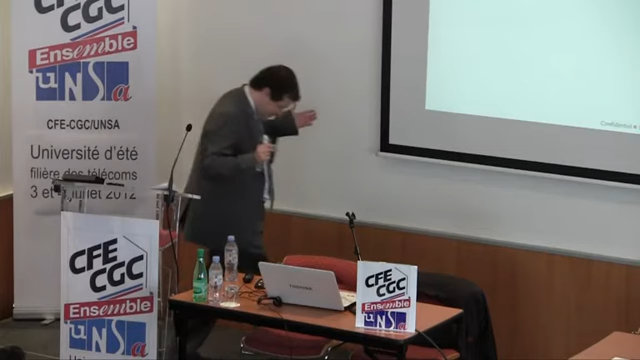 CFE
CGC
Ensemble
uNSa
CFE-CGC/UNSA
Université d'été
filière des télécoms
3 et juillet 2012
Confidential
CFE
CGC
Ensemble
uNSa
CFE
CGC
Ensemble
uNSa